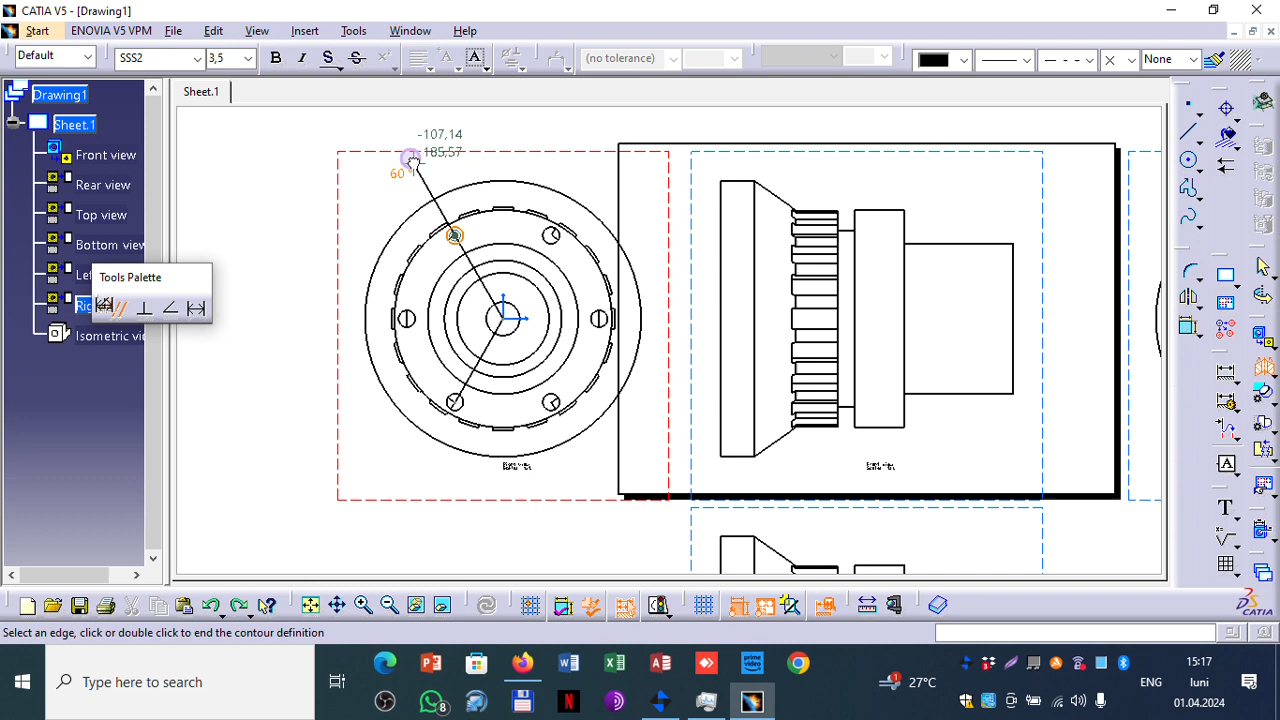 CATIA V5 - [Drawing1]
Start ENOVIA V5 VPM File Edit View Insert Tools Window Help
Default SSS2 3,5 (no tolerance) None
Sheet.1
Drawing1
Sheet.1
Front view
Rear view
Top view
Bottom view
Le
Rig
Isometric vi
Tools Palette
-107,14
-185,57
60 °
Select an edge, click or double click to end the contour definition
Type here to search
8
27°C
ENG
15:17
luni
01.04.2024